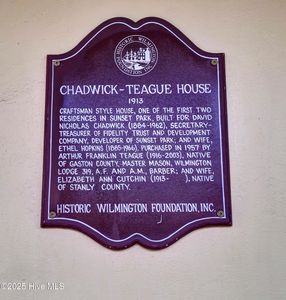 HISTORIC WILMINGTON
FOUNDATION, INC.
CHADWICK-TEAGUE HOUSE
1913
CRAFTSMAN STYLE HOUSE, ONE OF THE FIRST TWO
RESIDENCES IN SUNSET PARK. BUILT FOR DAVID
NICHOLAS CHADWICK (1884-1962), SECRETARY-
TREASURER OF FIDELITY TRUST AND DEVELOPMENT
COMPANY, DEVELOPER OF SUNSET PARK; AND WIFE,
ETHEL HOPKINS (1885-1966). PURCHASED IN 1957 BY
ARTHUR FRANKLIN TEAGUE (1916-2003), NATIVE
OF GASTON COUNTY, MASTER MASON, WILMINGTON
LODGE 319, A.F. AND A.M., BARBER; AND WIFE,
ELIZABETH ANN CUTCHIN (1913- ), NATIVE
OF STANLY COUNTY.
HISTORIC WILMINGTON FOUNDATION, INC.
©2025 Hive MLS